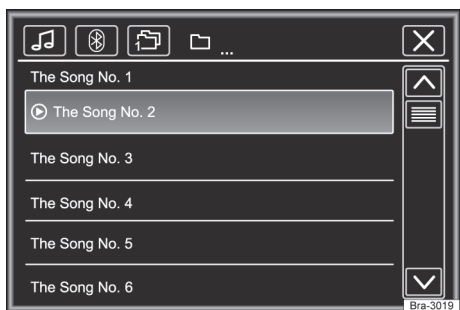 ...
The Song No. 1
The Song No. 2
The Song No. 3
The Song No. 4
The Song No. 5
The Song No. 6
Bra-3019